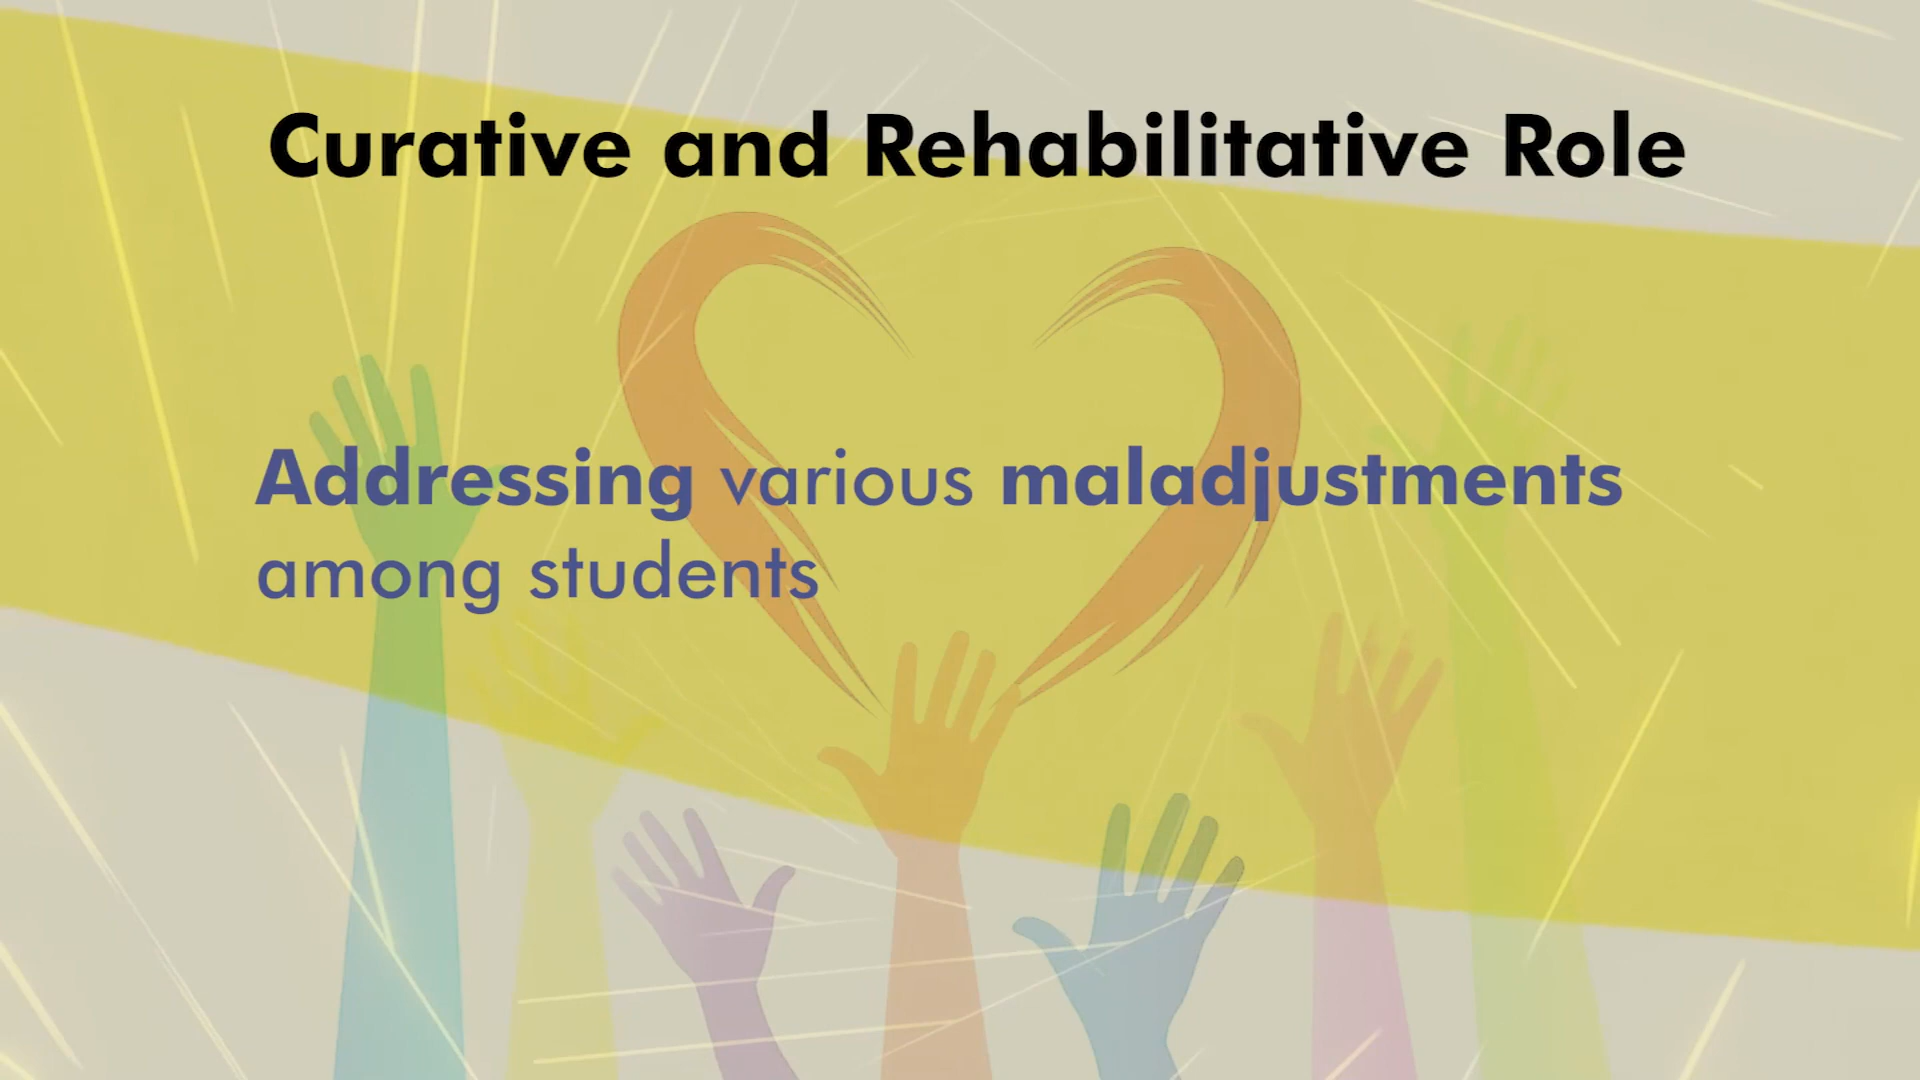 Curative and Rehabilitative Role
Addressing various maladjustments
among students